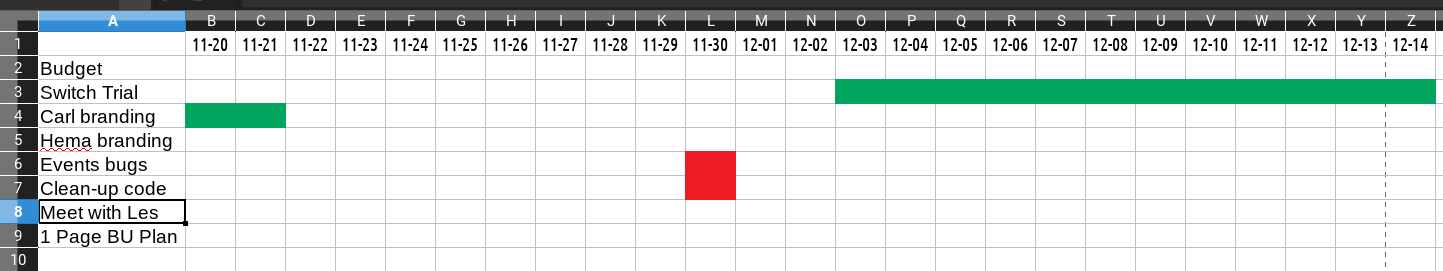 A B C D E F G H I J K L M N O P Q R S T U V W X Y Z
1 11-20 11-21 11-22 11-23 11-24 11-25 11-26 11-27 11-28 11-29 11-30 12-01 12-02 12-03 12-04 12-05 12-06 12-07 12-08 12-09 12-10 12-11 12-12 12-13 12-14
2 Budget
3 Switch Trial
4 Carl branding
5 Hema branding
6 Events bugs
7 Clean-up code
8 Meet with Les
9 1 Page BU Plan
10